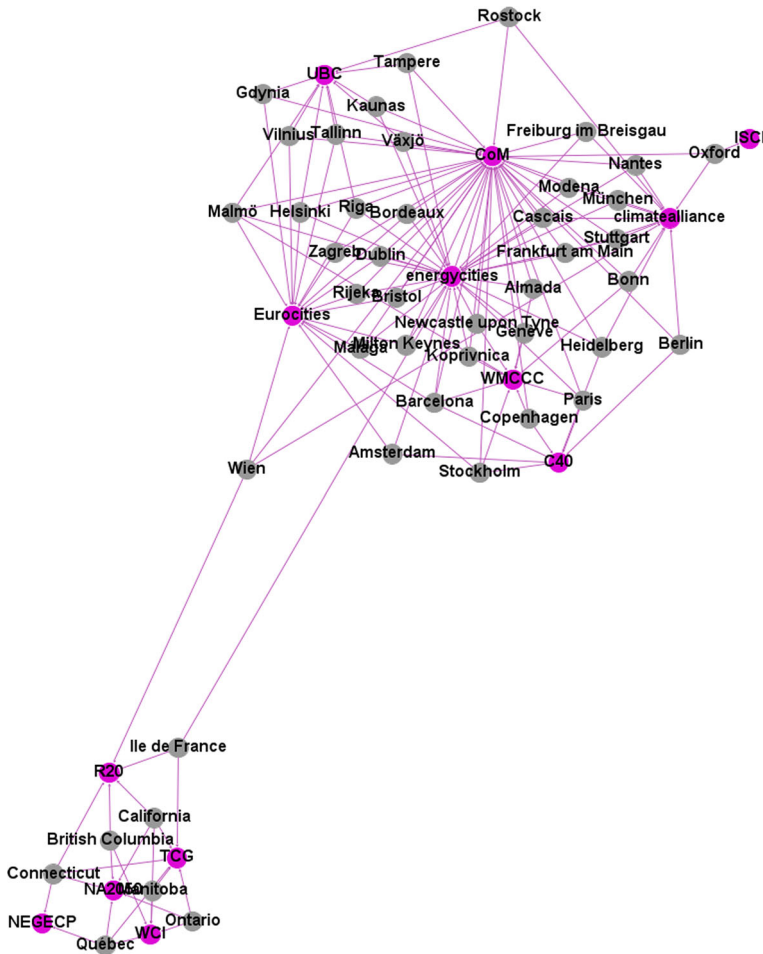 Rostock
UBC
Tampere
Gdynia
Kaunas
Vilnius
Tallinn
Växjö
CoM
Freiburg im Breisgau
Oxford
Nantes
Modena
München
Malmö
Helsinki
Riga
Bordeaux
Cascais
climatealliance
Zagreb
Dublin
Frankfurt am Main
Stuttgart
energycities
Rijeka
Bristol
Almada
Bonn
Eurocities
Newcastle upon Tyne
Genève
Málaga
Milton Keynes
Koprivnica
Heidelberg
Berlin
WMCCC
Barcelona
Copenhagen
Paris
Wien
Amsterdam
Stockholm
C40
Ile de France
R20
California
British Columbia
TCG
Connecticut
NA2050
Manitoba
NEGECP
Québec
WCI
Ontario